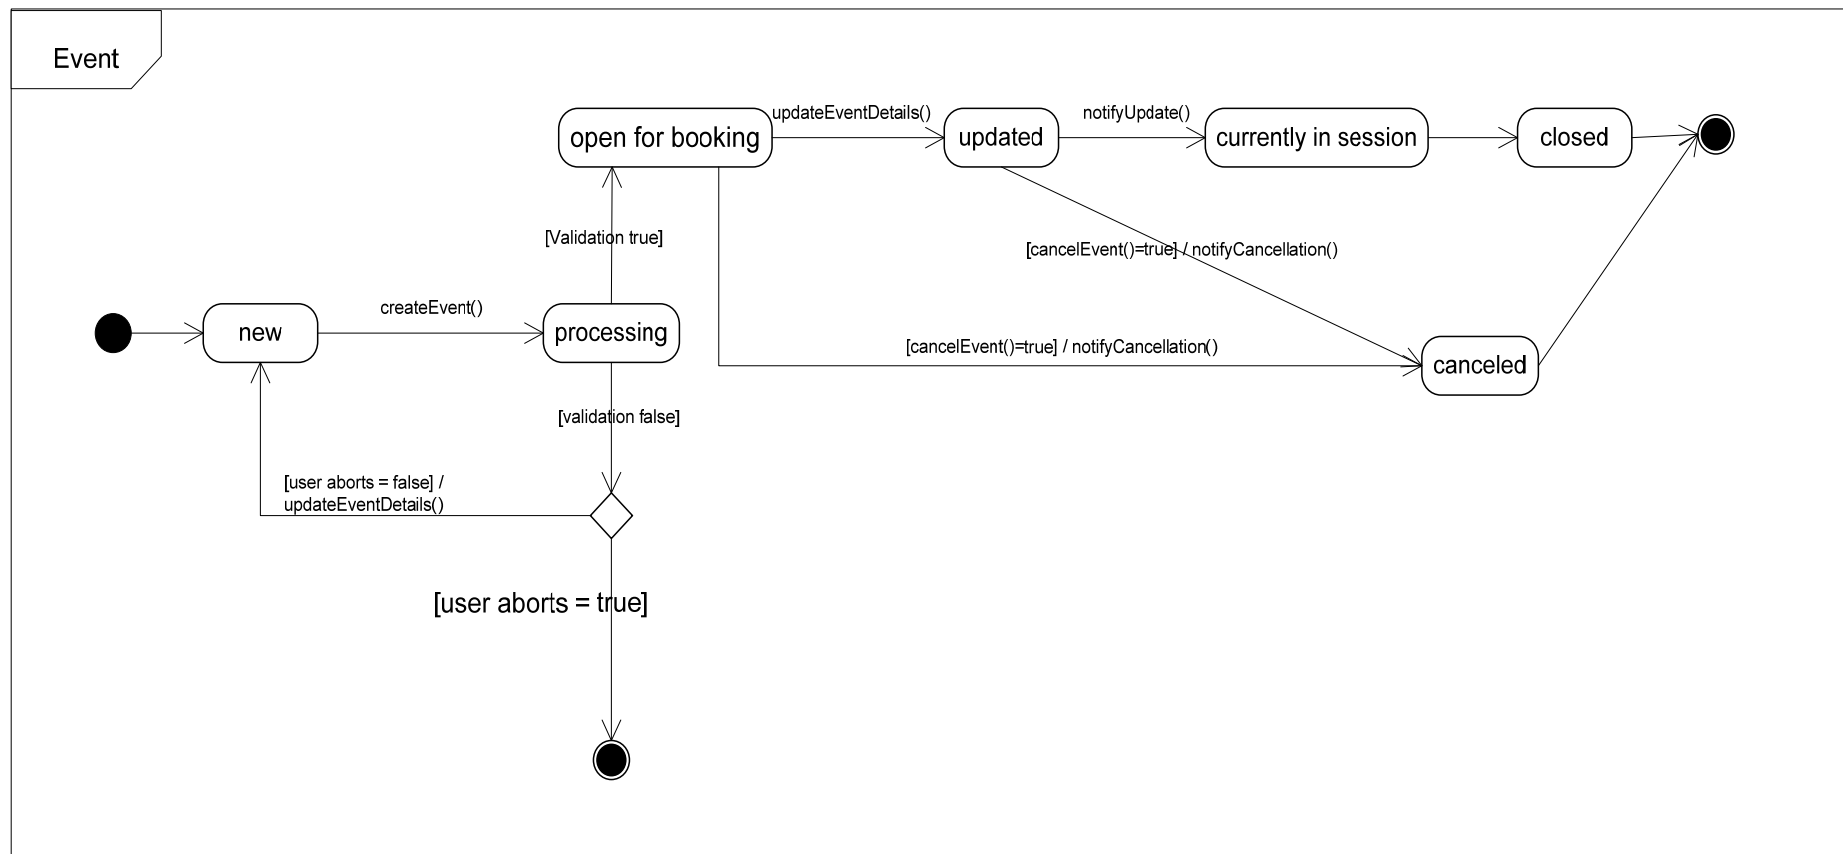 Event
updateEventDetails()
notifyUpdate()
open for booking
updated
currently in session
closed
[Validation true]
[cancelEvent()=true] / notifyCancellation()
createEvent()
new
processing
[cancelEvent()=true] / notifyCancellation()
canceled
[validation false]
[user aborts = false] /
updateEventDetails()
[user aborts = true]